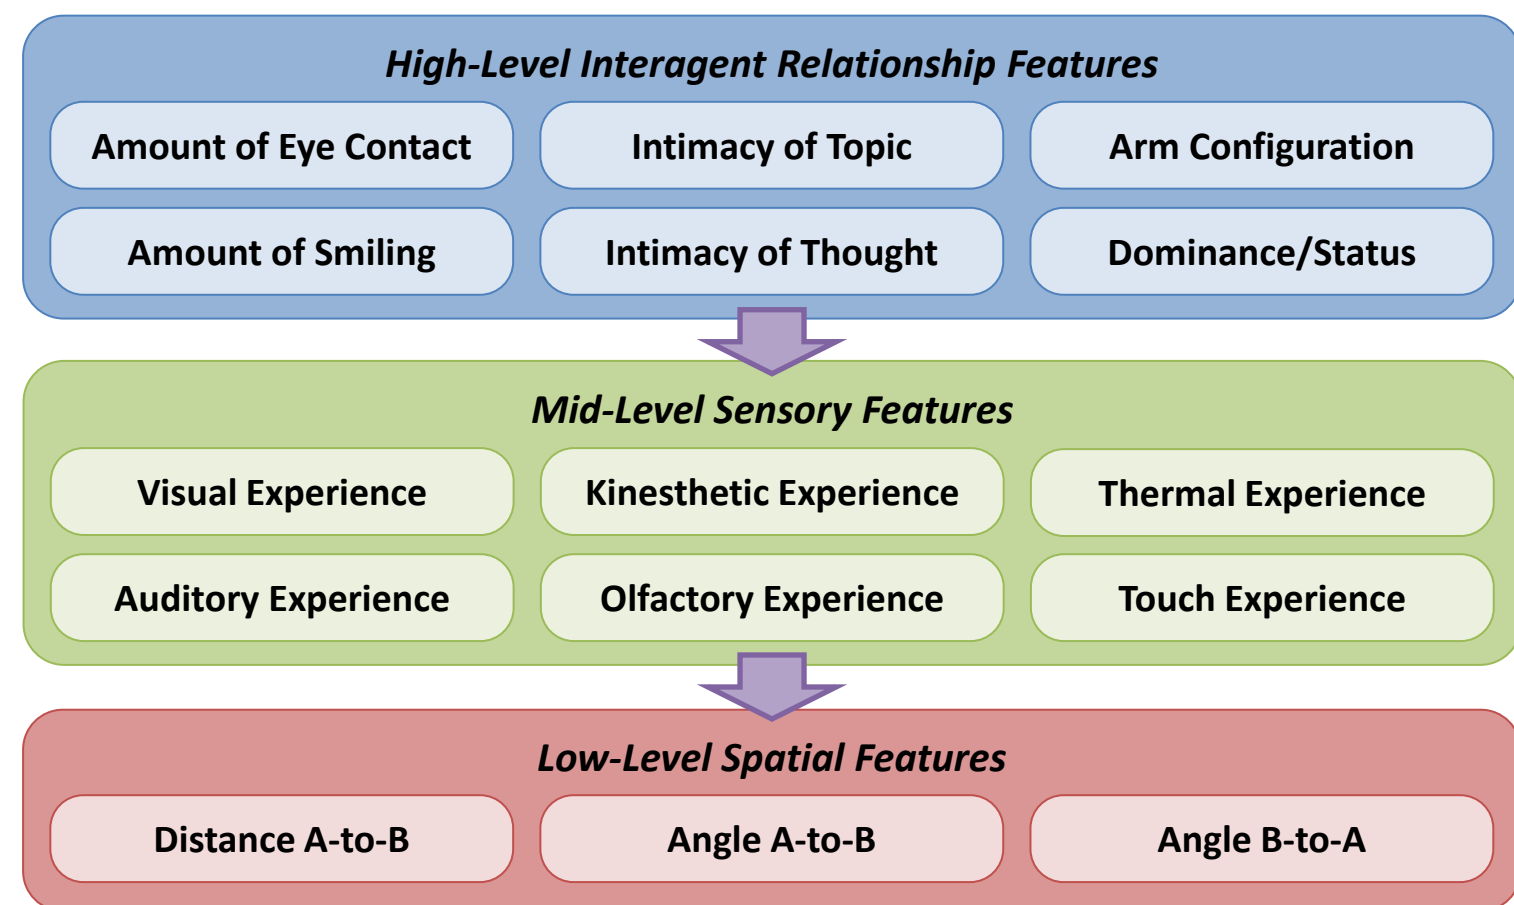 High-Level Interagent Relationship Features
Amount of Eye Contact
Intimacy of Topic
Arm Configuration
Amount of Smiling
Intimacy of Thought
Dominance/Status
Mid-Level Sensory Features
Visual Experience
Kinesthetic Experience
Thermal Experience
Auditory Experience
Olfactory Experience
Touch Experience
Low-Level Spatial Features
Distance A-to-B
Angle A-to-B
Angle B-to-A